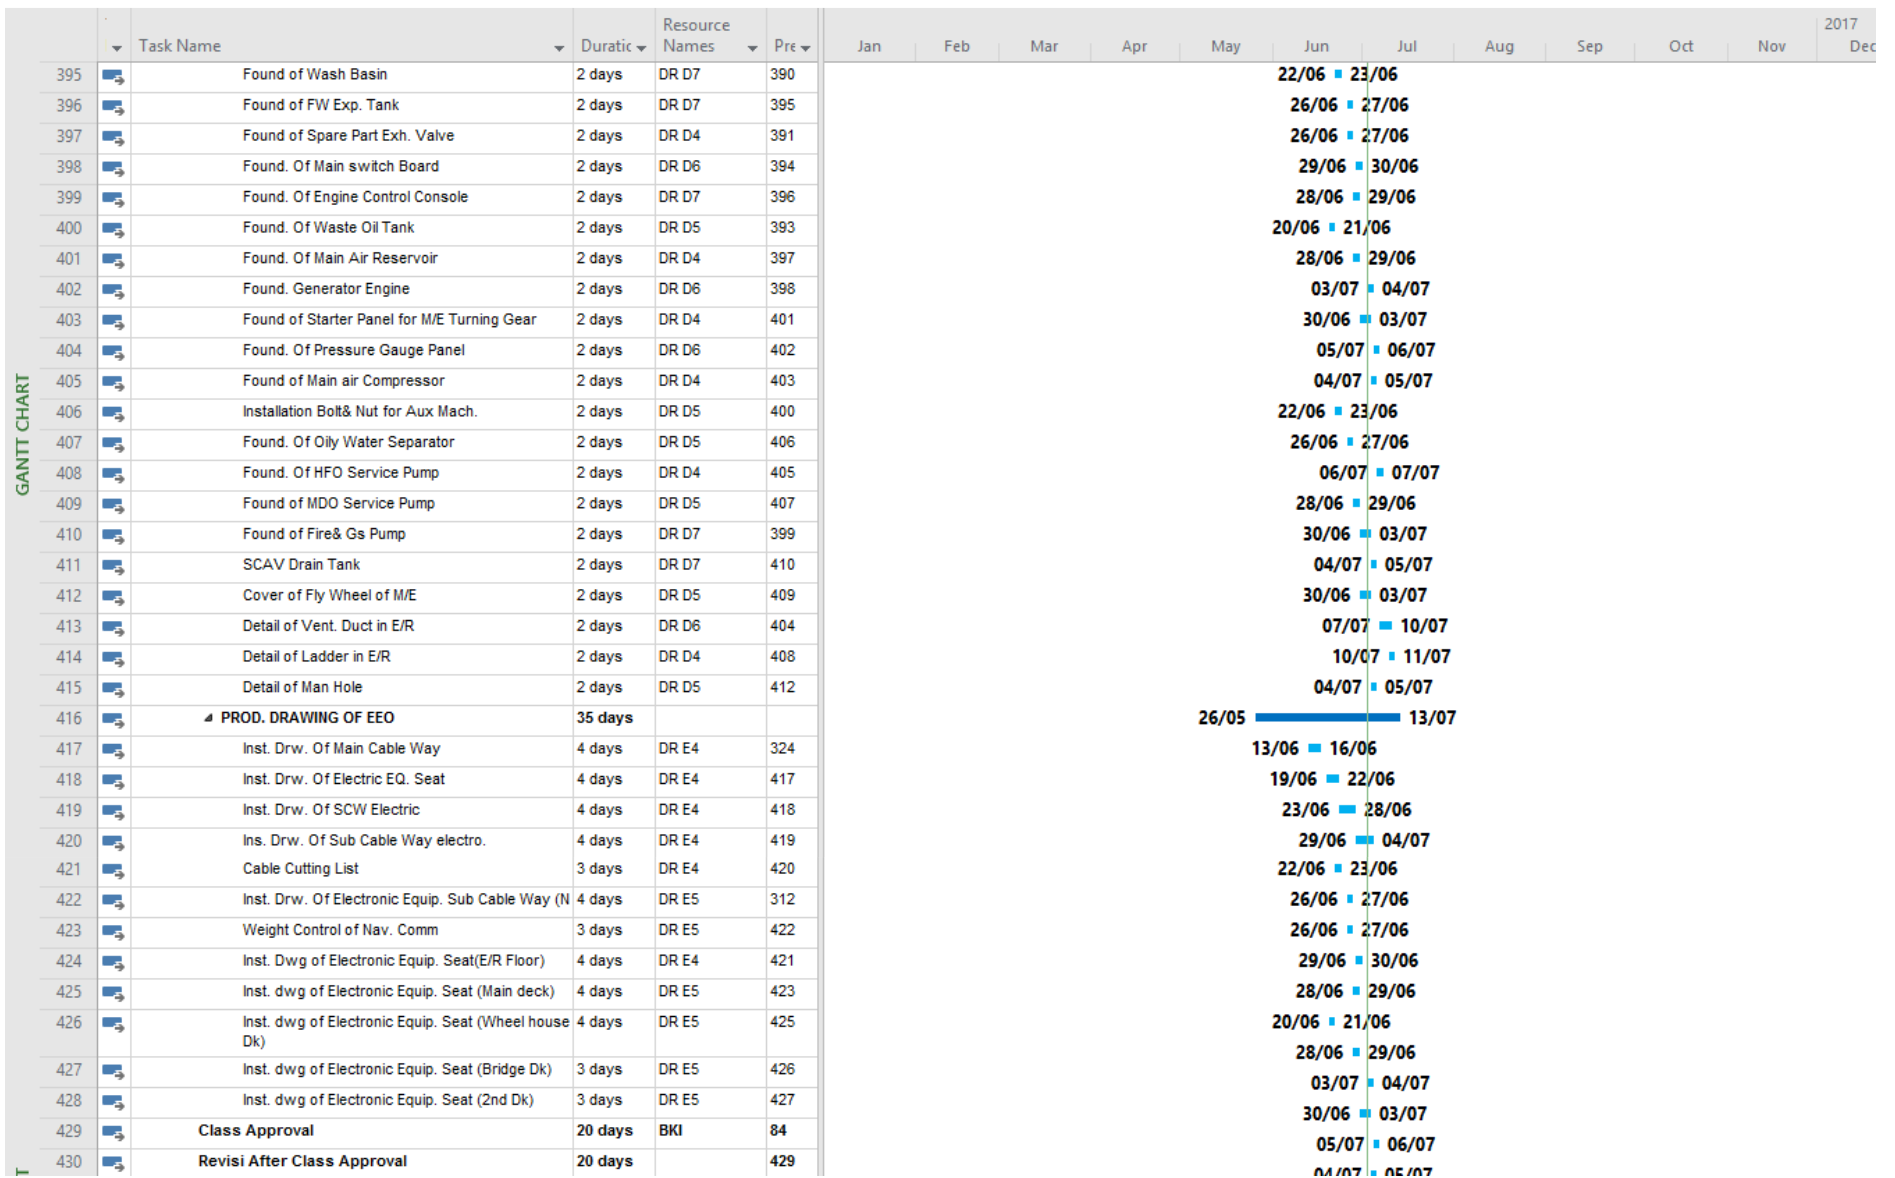 2017
Task Name Duratic Resource Names Pre Jan Feb Mar Apr May Jun Jul Aug Sep Oct Nov Dec
GANTT CHART
395 Found of Wash Basin 2 days DR D7 390 22/06 23/06
396 Found of FW Exp. Tank 2 days DR D7 395 26/06 27/06
397 Found of Spare Part Exh. Valve 2 days DR D4 391 26/06 27/06
398 Found. Of Main switch Board 2 days DR D6 394 29/06 30/06
399 Found. Of Engine Control Console 2 days DR D7 396 28/06 29/06
400 Found. Of Waste Oil Tank 2 days DR D5 393 20/06 21/06
401 Found. Of Main Air Reservoir 2 days DR D4 397 28/06 29/06
402 Found. Generator Engine 2 days DR D6 398 03/07 04/07
403 Found of Starter Panel for M/E Turning Gear 2 days DR D4 401 30/06 03/07
404 Found. Of Pressure Gauge Panel 2 days DR D6 402 05/07 06/07
405 Found of Main air Compressor 2 days DR D4 403 04/07 05/07
406 Installation Bolt& Nut for Aux Mach. 2 days DR D5 400 22/06 23/06
407 Found. Of Oily Water Separator 2 days DR D5 406 26/06 27/06
408 Found. Of HFO Service Pump 2 days DR D4 405 06/07 07/07
409 Found of MDO Service Pump 2 days DR D5 407 28/06 29/06
410 Found of Fire& Gs Pump 2 days DR D7 399 30/06 03/07
411 SCAV Drain Tank 2 days DR D7 410 04/07 05/07
412 Cover of Fly Wheel of M/E 2 days DR D5 409 30/06 03/07
413 Detail of Vent. Duct in E/R 2 days DR D6 404 07/07 10/07
414 Detail of Ladder in E/R 2 days DR D4 408 10/07 11/07
415 Detail of Man Hole 2 days DR D5 412 04/07 05/07
416 PROD. DRAWING OF EEO 35 days 26/05 13/07
417 Inst. Drw. Of Main Cable Way 4 days DR E4 324 13/06 16/06
418 Inst. Drw. Of Electric EQ. Seat 4 days DR E4 417 19/06 22/06
419 Inst. Drw. Of SCW Electric 4 days DR E4 418 23/06 28/06
420 Ins. Drw. Of Sub Cable Way electro. 4 days DR E4 419 29/06 04/07
421 Cable Cutting List 3 days DR E4 420 22/06 23/06
422 Inst. Drw. Of Electronic Equip. Sub Cable Way (N 4 days DR E5 312 26/06 27/06
423 Weight Control of Nav. Comm 3 days DR E5 422 26/06 27/06
424 Inst. Dwg of Electronic Equip. Seat(E/R Floor) 4 days DR E4 421 29/06 30/06
425 Inst. dwg of Electronic Equip. Seat (Main deck) 4 days DR E5 423 28/06 29/06
426 Inst. dwg of Electronic Equip. Seat (Wheel house 4 days DR E5 425 20/06 21/06
Dk) 28/06 29/06
427 Inst. dwg of Electronic Equip. Seat (Bridge Dk) 3 days DR E5 426 03/07 04/07
428 Inst. dwg of Electronic Equip. Seat (2nd Dk) 3 days DR E5 427 30/06 03/07
429 Class Approval 20 days BKI 84 05/07 06/07
430 Revisi After Class Approval 20 days 429 04/07 05/07